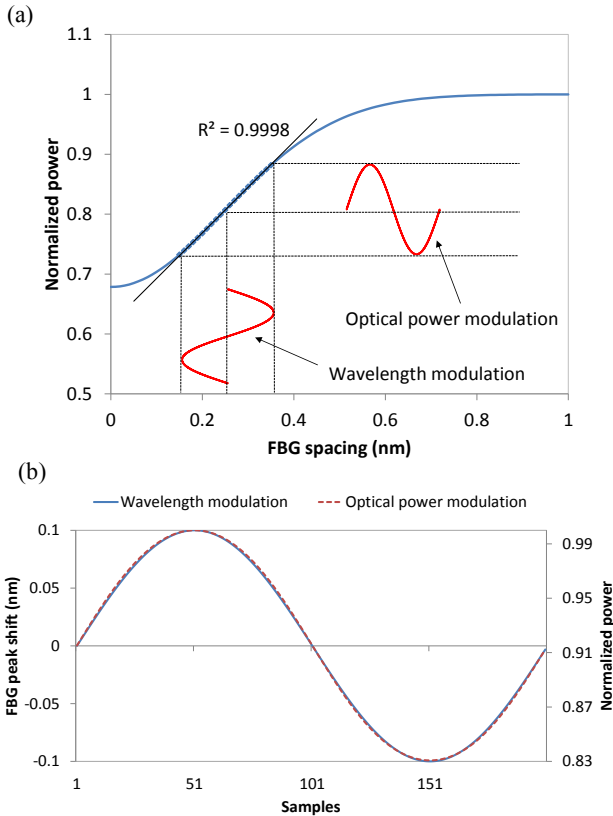 (a)
1.1
1
0.9
0.8
0.7
0.6
0.5
Normalized power
R² = 0.9998
Optical power modulation
Wavelength modulation
0 0.2 0.4 0.6 0.8 1
FBG spacing (nm)
(b)
Wavelength modulation Optical power modulation
0.1
0.05
0
-0.05
-0.1
FBG peak shift (nm)
0.99
0.95
0.91
0.87
0.83
Normalized power
1 51 101 151
Samples